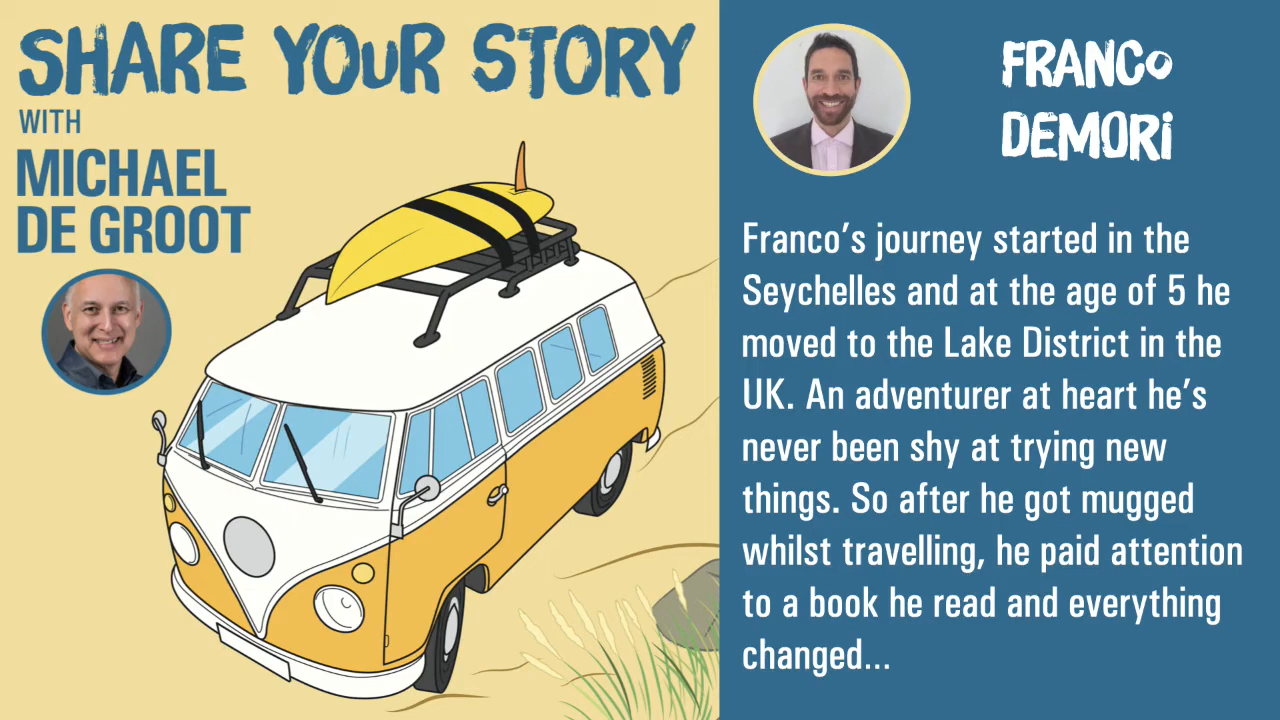 SHARE YOUR STORY
WITH
MICHAEL
DE GROOT
FRANCO
DEMORI
Franco's journey started in the
Seychelles and at the age of 5 he
moved to the Lake District in the
UK. An adventurer at heart he's
never been shy at trying new
things. So after he got mugged
whilst travelling, he paid attention
to a book he read and everything
changed...